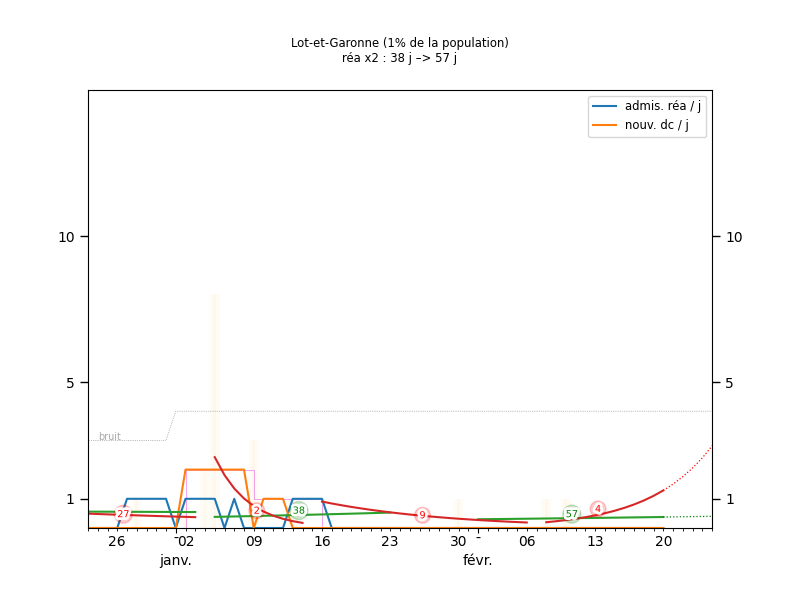 Lot-et-Garonne (1% de la population)
réa x2 : 38 j –> 57 j
admis. réa / j
nouv. dc / j
10 10
5 5
bruit
1 1
27 2 38 9 57 4
26 02 09 16 23 30 06 13 20
janv. févr.